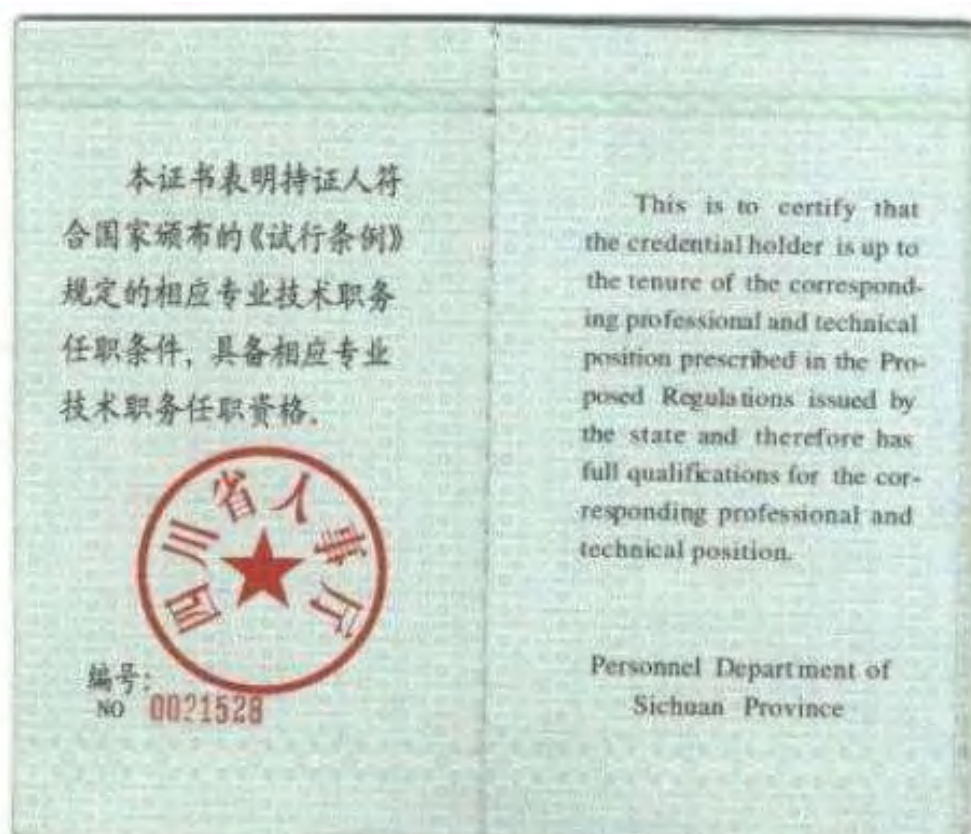 本证书表明持证人符
合国家颁布的《试行条例》
规定的相应专业技术职务
任职条件，具备相应专业
技术职务任职资格.
四川省人事厅
编号:
NO 0021528
This is to certify that
the credential holder is up to
the tenure of the correspond-
ing professional and technical
position prescribed in the Pro-
posed Regulations issued by
the state and therefore has
full qualifications for the cor-
responding professional and
technical position.
Personnel Department of
Sichuan Province